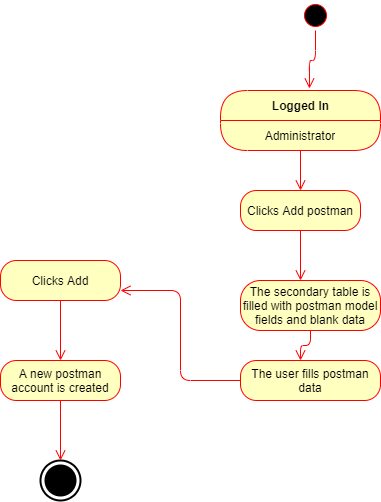 Logged In
Administrator
Clicks Add postman
The secondary table is
filled with postman model
fields and blank data
The user fills postman
data
Clicks Add
A new postman
account is created